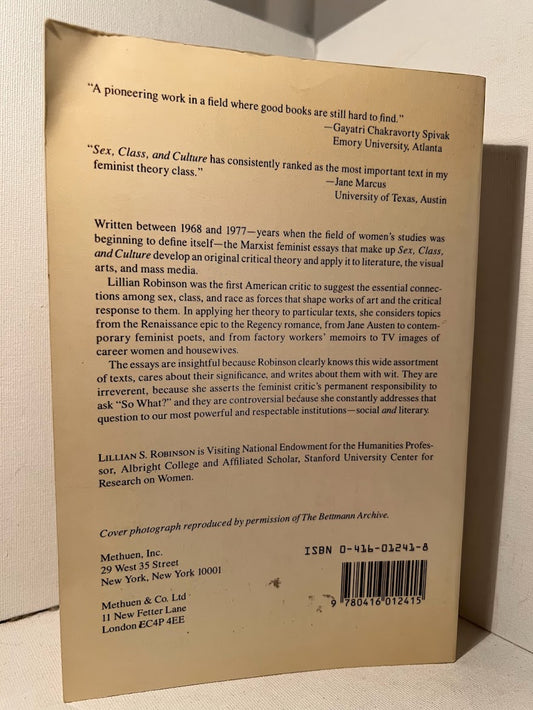 “A pioneering work in a field where good books are still hard to find.”
—Gayatri Chakravorty Spivak
Emory University, Atlanta
“Sex, Class, and Culture has consistently ranked as the most important text in my
feminist theory class.”
—Jane Marcus
University of Texas, Austin
Written between 1968 and 1977—years when the field of women's studies was
beginning to define itself—the Marxist feminist essays that make up Sex, Class,
and Culture develop an original critical theory and apply it to literature, the visual
arts, and mass media.
Lillian Robinson was the first American critic to suggest the essential connec-
tions among sex, class, and race as forces that shape works of art and the critical
response to them. In applying her theory to particular texts, she considers topics
from the Renaissance epic to the Regency romance, from Jane Austen to contem-
porary feminist poets, and from factory workers' memoirs to TV images of
career women and housewives.
The essays are insightful because Robinson clearly knows this wide assortment
of texts, cares about their significance, and writes about them with wit. They are
irreverent, because she asserts the feminist critic's permanent responsibility to
ask “So What?” and they are controversial because she constantly addresses that
question to our most powerful and respectable institutions—social and literary.
LILLIAN S. ROBINSON is Visiting National Endowment for the Humanities Profes-
sor, Albright College and Affiliated Scholar, Stanford University Center for
Research on Women.
Cover photograph reproduced by permission of The Bettmann Archive.
Methuen, Inc.
29 West 35 Street
New York, New York 10001
Methuen & Co. Ltd
11 New Fetter Lane
London EC4P 4EE
ISBN 0-416-01241-8
9 780416 012415